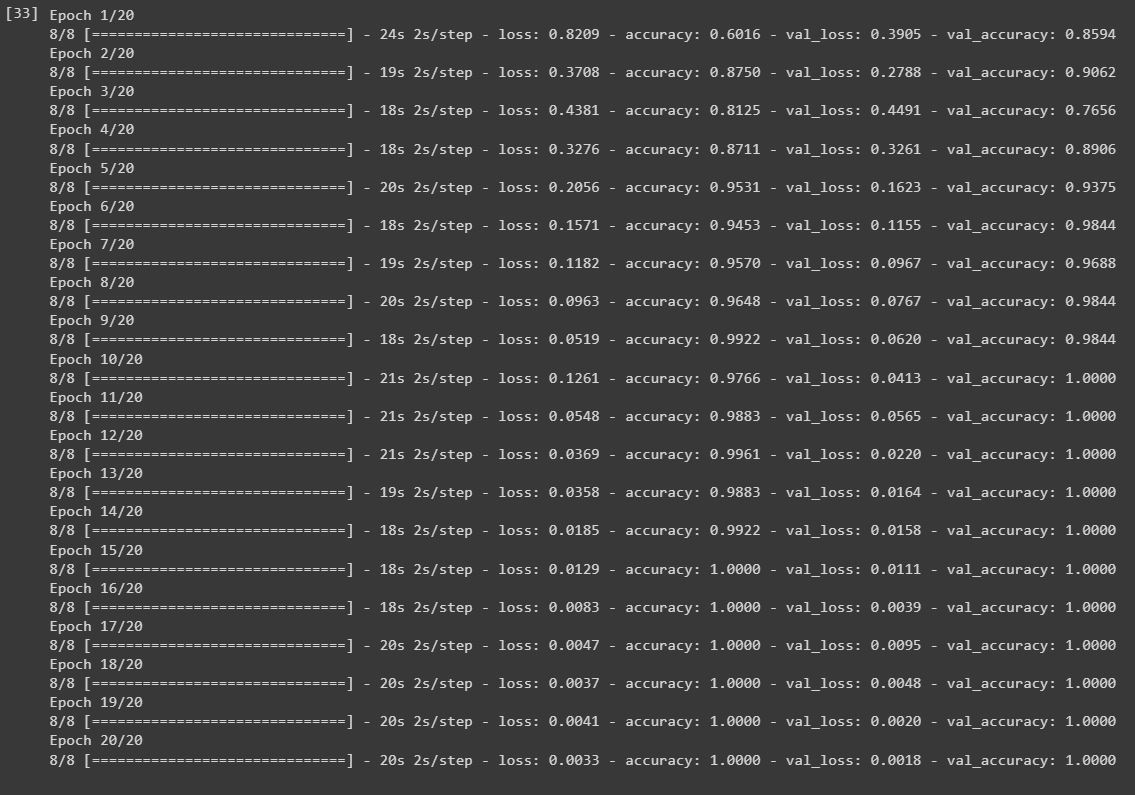 [33] Epoch 1/20
8/8 [==============================] - 24s 2s/step - loss: 0.8209 - accuracy: 0.6016 - val_loss: 0.3905 - val_accuracy: 0.8594
Epoch 2/20
8/8 [==============================] - 19s 2s/step - loss: 0.3708 - accuracy: 0.8750 - val_loss: 0.2788 - val_accuracy: 0.9062
Epoch 3/20
8/8 [==============================] - 18s 2s/step - loss: 0.4381 - accuracy: 0.8125 - val_loss: 0.4491 - val_accuracy: 0.7656
Epoch 4/20
8/8 [==============================] - 18s 2s/step - loss: 0.3276 - accuracy: 0.8711 - val_loss: 0.3261 - val_accuracy: 0.8906
Epoch 5/20
8/8 [==============================] - 20s 2s/step - loss: 0.2056 - accuracy: 0.9531 - val_loss: 0.1623 - val_accuracy: 0.9375
Epoch 6/20
8/8 [==============================] - 18s 2s/step - loss: 0.1571 - accuracy: 0.9453 - val_loss: 0.1155 - val_accuracy: 0.9844
Epoch 7/20
8/8 [==============================] - 19s 2s/step - loss: 0.1182 - accuracy: 0.9570 - val_loss: 0.0967 - val_accuracy: 0.9688
Epoch 8/20
8/8 [==============================] - 20s 2s/step - loss: 0.0963 - accuracy: 0.9648 - val_loss: 0.0767 - val_accuracy: 0.9844
Epoch 9/20
8/8 [==============================] - 18s 2s/step - loss: 0.0519 - accuracy: 0.9922 - val_loss: 0.0620 - val_accuracy: 0.9844
Epoch 10/20
8/8 [==============================] - 21s 2s/step - loss: 0.1261 - accuracy: 0.9766 - val_loss: 0.0413 - val_accuracy: 1.0000
Epoch 11/20
8/8 [==============================] - 21s 2s/step - loss: 0.0548 - accuracy: 0.9883 - val_loss: 0.0565 - val_accuracy: 1.0000
Epoch 12/20
8/8 [==============================] - 21s 2s/step - loss: 0.0369 - accuracy: 0.9961 - val_loss: 0.0220 - val_accuracy: 1.0000
Epoch 13/20
8/8 [==============================] - 19s 2s/step - loss: 0.0358 - accuracy: 0.9883 - val_loss: 0.0164 - val_accuracy: 1.0000
Epoch 14/20
8/8 [==============================] - 18s 2s/step - loss: 0.0185 - accuracy: 0.9922 - val_loss: 0.0158 - val_accuracy: 1.0000
Epoch 15/20
8/8 [==============================] - 18s 2s/step - loss: 0.0129 - accuracy: 1.0000 - val_loss: 0.0111 - val_accuracy: 1.0000
Epoch 16/20
8/8 [==============================] - 18s 2s/step - loss: 0.0083 - accuracy: 1.0000 - val_loss: 0.0039 - val_accuracy: 1.0000
Epoch 17/20
8/8 [==============================] - 20s 2s/step - loss: 0.0047 - accuracy: 1.0000 - val_loss: 0.0095 - val_accuracy: 1.0000
Epoch 18/20
8/8 [==============================] - 20s 2s/step - loss: 0.0037 - accuracy: 1.0000 - val_loss: 0.0048 - val_accuracy: 1.0000
Epoch 19/20
8/8 [==============================] - 20s 2s/step - loss: 0.0041 - accuracy: 1.0000 - val_loss: 0.0020 - val_accuracy: 1.0000
Epoch 20/20
8/8 [==============================] - 20s 2s/step - loss: 0.0033 - accuracy: 1.0000 - val_loss: 0.0018 - val_accuracy: 1.0000